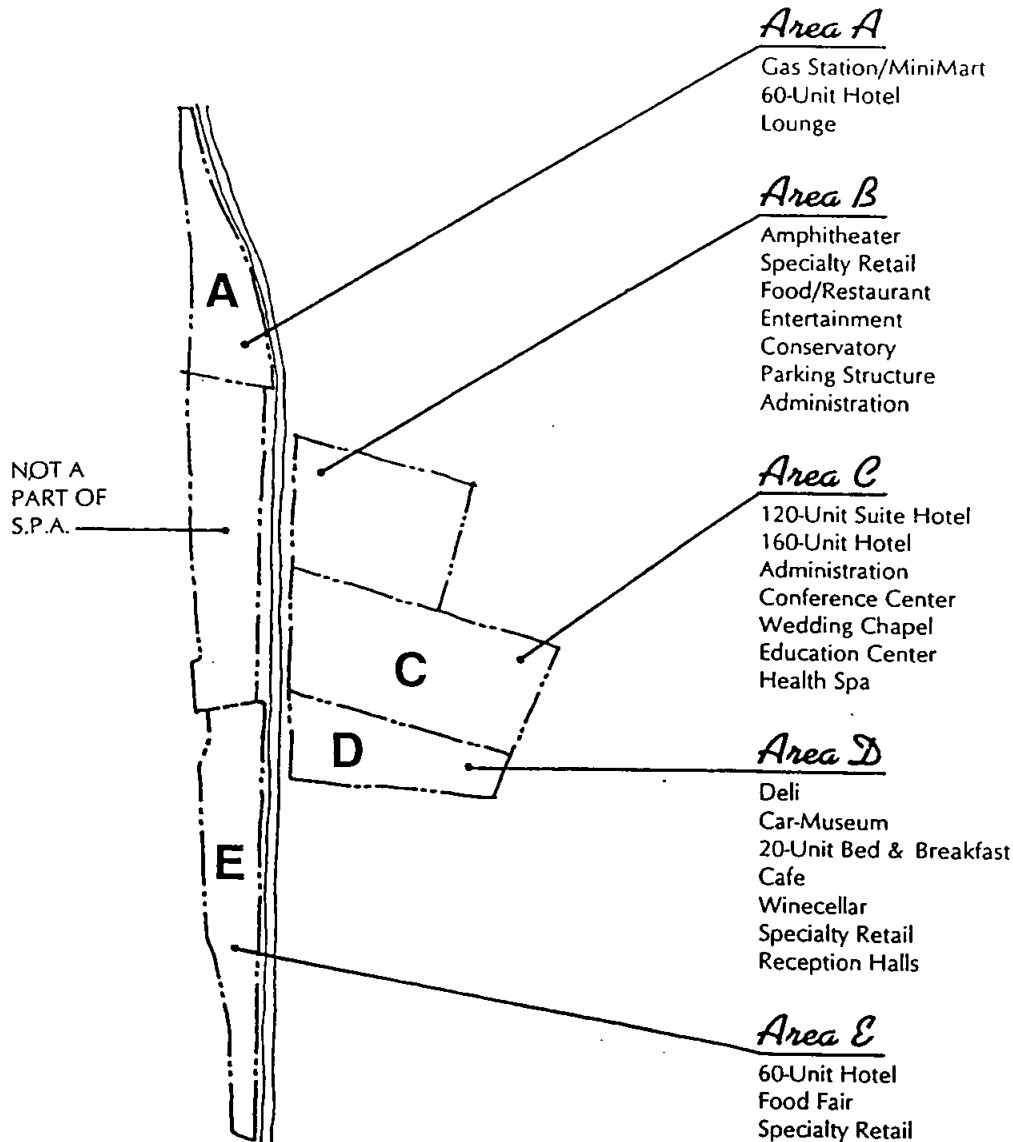 Area A
Gas Station/MiniMart
60-Unit Hotel
Lounge
Area B
Amphitheater
Specialty Retail
Food/Restaurant
Entertainment
Conservatory
Parking Structure
Administration
Area C
120-Unit Suite Hotel
160-Unit Hotel
Administration
Conference Center
Wedding Chapel
Education Center
Health Spa
Area D
Deli
Car-Museum
20-Unit Bed & Breakfast
Cafe
Winecellar
Specialty Retail
Reception Halls
Area E
60-Unit Hotel
Food Fair
Specialty Retail
A
NOT A
PART OF
S.P.A.
C
D
E